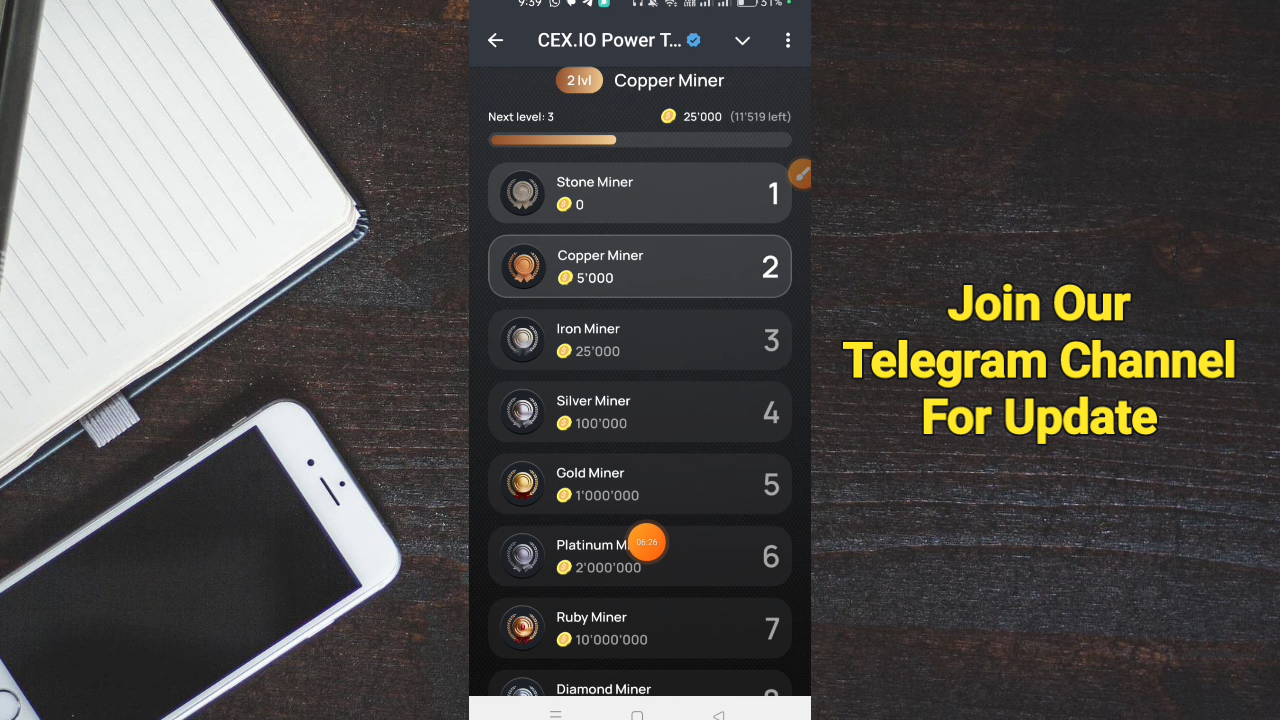 9:39
31%
CEX.IO Power T...
2 lvl Copper Miner
Next level: 3 25'000 (11'519 left)
Stone Miner
0
1
Copper Miner
5'000
2
Iron Miner
25'000
3
Silver Miner
100'000
4
Gold Miner
1'000'000
5
Platinum M
2'000'000
6
06:26
Ruby Miner
10'000'000
7
Diamond Miner
Join Our
Telegram Channel
For Update